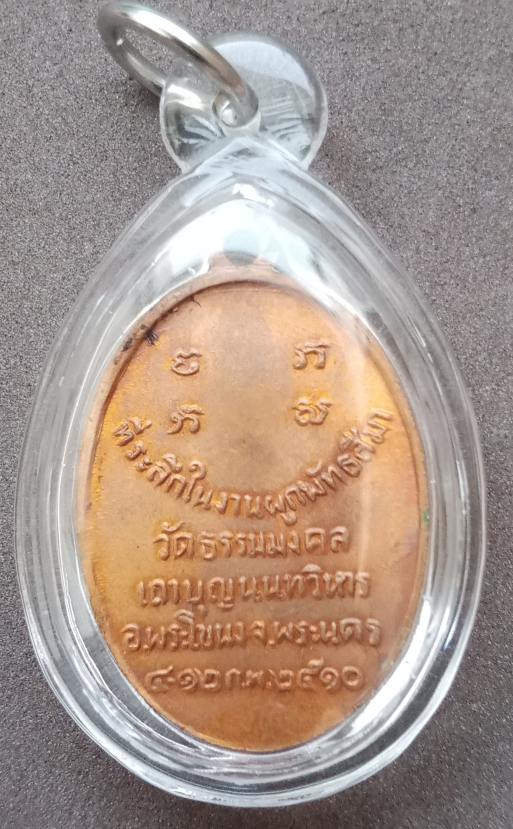 ที่ระลึกในงานผูกพัทธสีมา
วัดธรรมมงคล
เถาบุญนนทวิหาร
อ.พระโขนง จ.พระนคร
๔-๑๒ ก.พ. ๒๕๑๐